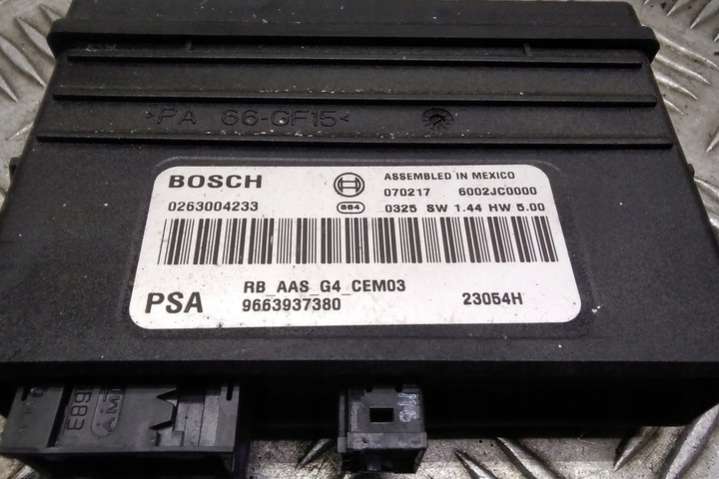 >PA 66-GF15<
BOSCH
ASSEMBLED IN MEXICO
070217 6002JC0000
0263004233
0325 SW 1.44 HW 5.00
RB_AAS_G4_CEM03
PSA 9663937380 23054H